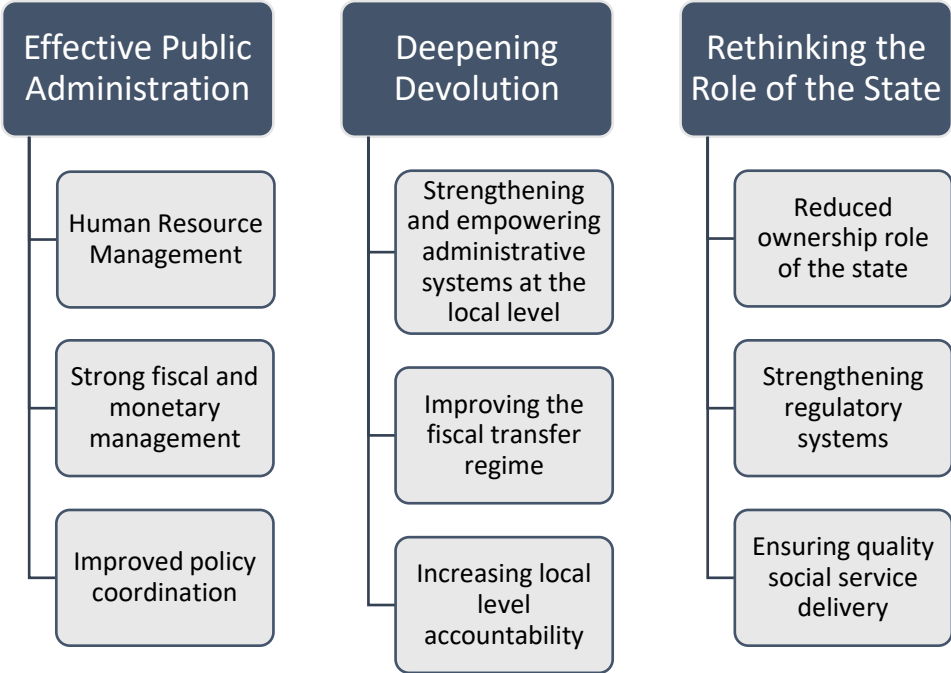 Effective Public
Administration
Human Resource
Management
Strong fiscal and
monetary
management
Improved policy
coordination
Deepening
Devolution
Strengthening
and empowering
administrative
systems at the
local level
Improving the
fiscal transfer
regime
Increasing local
level
accountability
Rethinking the
Role of the State
Reduced
ownership role
of the state
Strengthening
regulatory
systems
Ensuring quality
social service
delivery